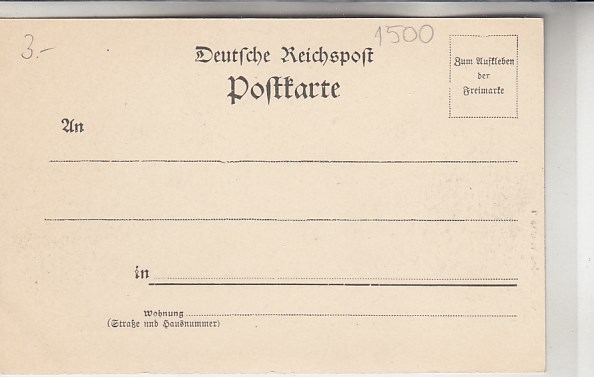 3.-
1500
Deutsche Reichspost
Postkarte
Zum Aufkleben
der
Freimarke
An
in
Wohnung
(Straße und Hausnummer)